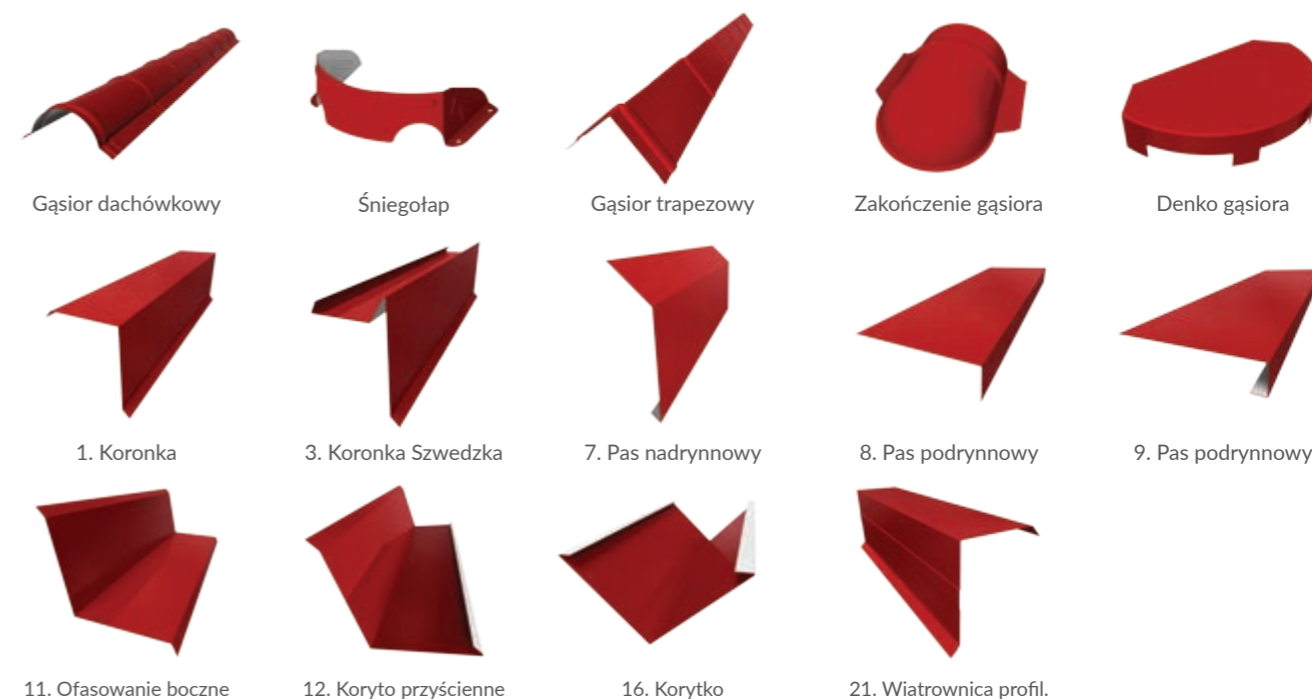 Gąsior dachówkowy
Śniegołap
Gąsior trapezowy
Zakończenie gąsiora
Denko gąsiora
1. Koronka
3. Koronka Szwedzka
7. Pas nadrynnowy
8. Pas podrynnowy
9. Pas podrynnowy
11. Ofasowanie boczne
12. Koryto przyścienne
16. Korytko
21. Wiatrownica profil.